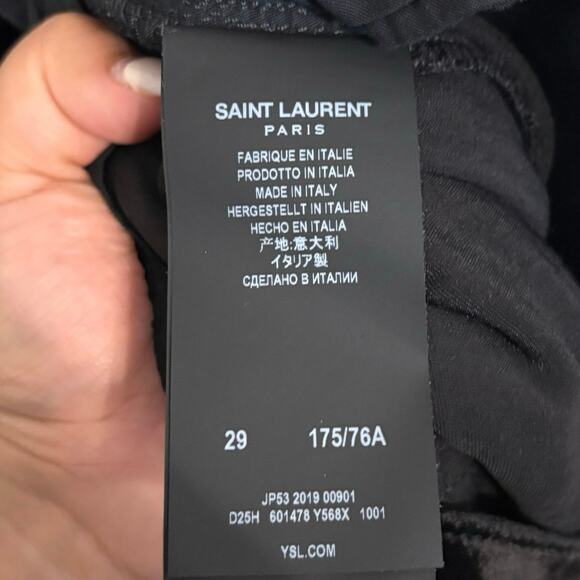 SAINT LAURENT
PARIS
FABRIQUE EN ITALIE
PRODOTTO IN ITALIA
MADE IN ITALY
HERGESTELLT IN ITALIEN
HECHO EN ITALIA
产地:意大利
イタリア製
СДЕЛАНО В ИТАЛИИ
29 175/76A
JP53 2019 00901
D25H 601478 Y568X 1001
YSL.COM